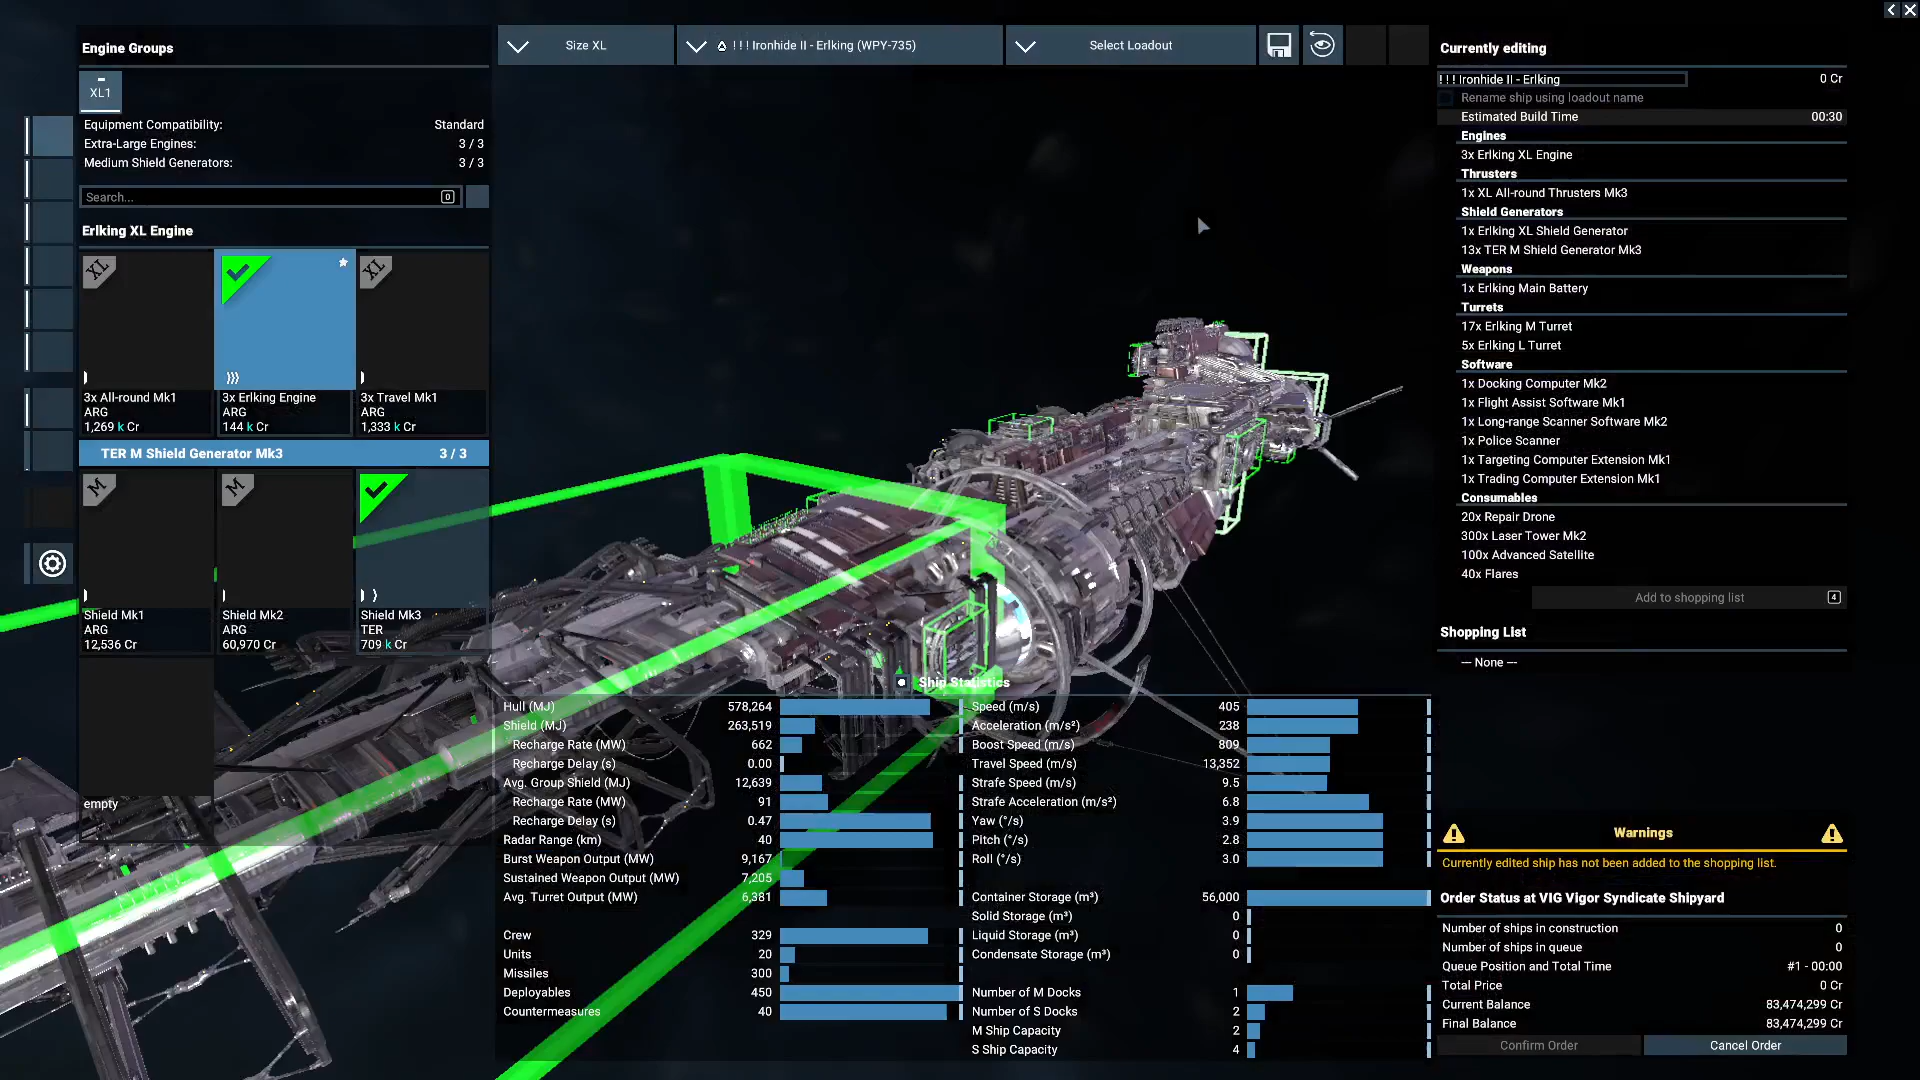 Engine Groups
XL1
Equipment Compatibility: Standard
Extra-Large Engines: 3 / 3
Medium Shield Generators: 3 / 3
Search... 0
Erlking XL Engine
XL XL
3x All-round Mk1 3x Erlking Engine 3x Travel Mk1
ARG ARG ARG
1,269 k Cr 144 k Cr 1,333 k Cr
TER M Shield Generator Mk3 3 / 3
M M
Shield Mk1 Shield Mk2 Shield Mk3
ARG ARG TER
12,536 Cr 60,970 Cr 709 k Cr
empty
Size XL
! ! ! Ironhide II - Erlking (WPY-735)
Select Loadout
Ship Statistics
Hull (MJ) 578,264
Shield (MJ) 263,519
Recharge Rate (MW) 662
Recharge Delay (s) 0.00
Avg. Group Shield (MJ) 12,639
Recharge Rate (MW) 91
Recharge Delay (s) 0.47
Radar Range (km) 40
Burst Weapon Output (MW) 9,167
Sustained Weapon Output (MW) 7,205
Avg. Turret Output (MW) 6,381
Crew 329
Units 20
Missiles 300
Deployables 450
Countermeasures 40
Speed (m/s) 405
Acceleration (m/s²) 238
Boost Speed (m/s) 809
Travel Speed (m/s) 13,352
Strafe Speed (m/s) 9.5
Strafe Acceleration (m/s²) 6.8
Yaw (°/s) 3.9
Pitch (°/s) 2.8
Roll (°/s) 3.0
Container Storage (m³) 56,000
Solid Storage (m³) 0
Liquid Storage (m³) 0
Condensate Storage (m³) 0
Number of M Docks 1
Number of S Docks 2
M Ship Capacity 2
S Ship Capacity 4
Currently editing
! ! ! Ironhide II - Erlking 0 Cr
Rename ship using loadout name
Estimated Build Time 00:30
Engines
3x Erlking XL Engine
Thrusters
1x XL All-round Thrusters Mk3
Shield Generators
1x Erlking XL Shield Generator
13x TER M Shield Generator Mk3
Weapons
1x Erlking Main Battery
Turrets
17x Erlking M Turret
5x Erlking L Turret
Software
1x Docking Computer Mk2
1x Flight Assist Software Mk1
1x Long-range Scanner Software Mk2
1x Police Scanner
1x Targeting Computer Extension Mk1
1x Trading Computer Extension Mk1
Consumables
20x Repair Drone
300x Laser Tower Mk2
100x Advanced Satellite
40x Flares
Add to shopping list 4
Shopping List
--- None ---
Warnings
Currently edited ship has not been added to the shopping list.
Order Status at VIG Vigor Syndicate Shipyard
Number of ships in construction 0
Number of ships in queue 0
Queue Position and Total Time #1 - 00:00
Total Price 0 Cr
Current Balance 83,474,299 Cr
Final Balance 83,474,299 Cr
Confirm Order Cancel Order